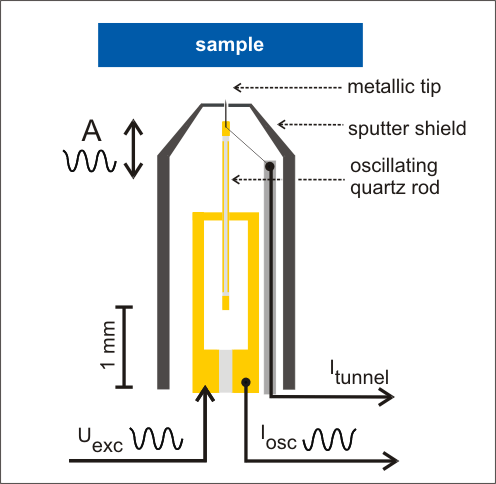 sample
metallic tip
sputter shield
A
oscillating
quartz rod
1 mm
Itunnel
Uexc
Iosc